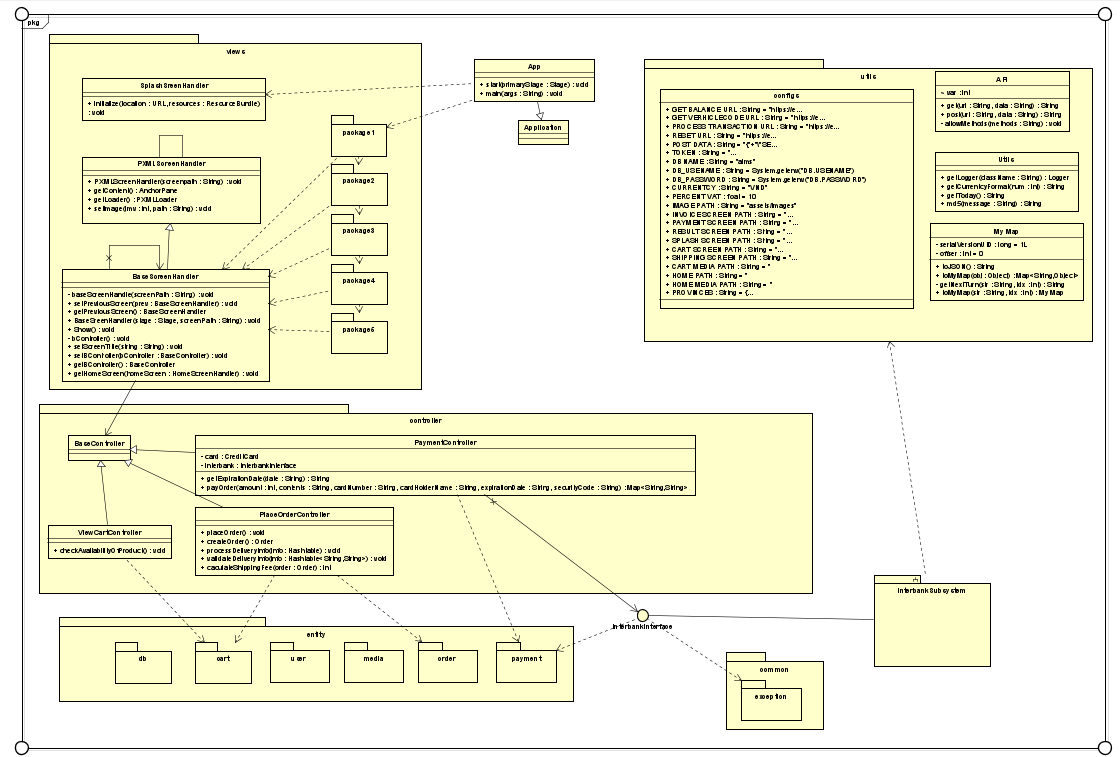 pkg
views
SplashSreenHandler
+ initialize(location : URL,resources : ResourceBundle)
: void
PXMLScreenHandler
+ PXMLScreenHandler(screenpath : String) : void
+ getContent() : AnchorPane
+ getLoader() : PXMLLoader
+ setImage(imv : int, path : String) : void
BaseScreenHandler
- baseScreenHandle(screenPath : String) : void
+ setPreviousScreen(prev : BaseScreenHandler) : void
+ getPreviousScreen() : BaseScreenHandler
+ BaseScreenHandler(stage : Stage, screenPath : String) : void
+ Show() : void
- bController() : void
+ setScreenTitle(string : String) : void
+ setBController(bController : BaseController) : void
+ getBController() : BaseController
+ getHomeScreen(homeScreen : HomeScreenHandler) : void
package1
package2
package3
package4
package5
App
+ start(primaryStage : Stage) : void
+ main(args : String) : void
Application
utils
configs
+ GET BALANCE URL : String = "https://e...
+ GET VERHICLECODE URL : String = "https://e...
+ PROCESS TRANSACTION URL : String = "https://e...
+ RESET URL : String = "https://e...
+ POST DATA : String = "{"+"\"SE...
+ TOKEN : String = "...
+ DB NAME : String = "aims"
+ DB_USENAME : String = System.getenv("DB.USENAME')
+ DB_PASSWORD : String = System.getenv("DB.PASSWORD")
+ CURRENTCY : String = "VND"
+ PERCENT VAT : foat = 10
+ IMAGE PATH : String = "assets/images"
+ INVOICE SCREEN PATH : String = "...
+ PAYMENT SCREEN PATH : String = "...
+ RESULT SCREEN PATH : String = "...
+ SPLASH SCREEN PATH : String = "...
+ CART SCREEN PATH : String = "...
+ SHIPPING SCREEN PATH : String = "...
+ CART MEDIA PATH : String = "
+ HOME PATH : String = "
+ HOME MEDIA PATH : String = "
+ PROVINCES : String = {...
API
~ var : int
+ get(url : String, data : String) : String
+ post(url : String, data : String) : String
- allowMethods(methods : String) : void
Utils
+ getLogger(className : String) : Logger
+ getCurrencyFormat(num : int) : String
+ getToday() : String
+ md5(message : String) : String
My Map
- serialVersionUID : long = 1L
- offset : int = 0
+ toJSON() : String
+ toMyMap(obj : Object) : Map<String,Object>
- getNextTurn(str : String, idx : int) : String
+ toMyMap(str : String, idx : int) : My Map
controller
BaseController
PaymentController
- card : CreditCard
- interbank : InterbankInterface
+ getExpirationDate(date : String) : String
+ payOrder(amount : int, contents : String, cardNumber : String, cardHolderName : String, expirationDate : String, securityCode : String) : Map<String,String>
ViewCartController
+ checkAvailabilityOfProduct() : void
PlaceOrderController
+ placeOrder() : void
+ createOrder() : Order
+ processDeliveryInfo(info : Hashtable) : void
+ validateDeliveryInfo(info : Hashtable<String,String>) : void
+ caculateShippingFee(order : Order) : int
InterbankInterface
InterbankSubsystem
entity
db
cart
user
media
order
payment
common
exception